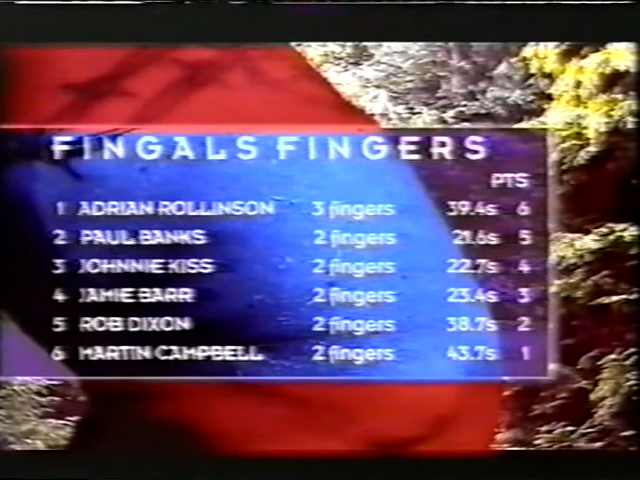 FINGALS FINGERS
PTS
1 ADRIAN ROLLINSON 3 fingers 39.4s 6
2 PAUL BANKS 2 fingers 21.6s 5
3 JOHNNIE KISS 2 fingers 22.7s 4
4 JAMIE BARR 2 fingers 23.4s 3
5 ROB DIXON 2 fingers 38.7s 2
6 MARTIN CAMPBELL 2 fingers 43.7s 1